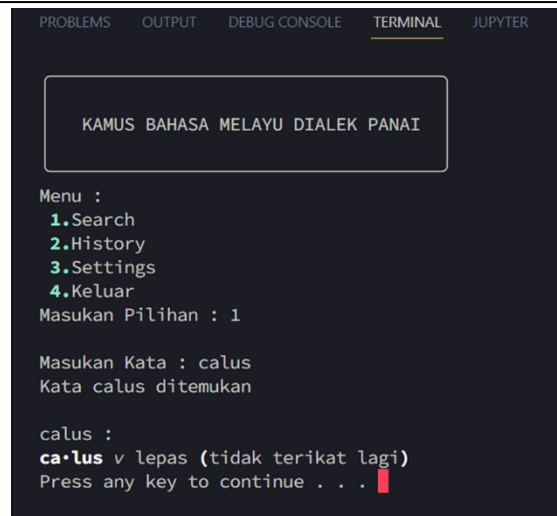 PROBLEMS OUTPUT DEBUG CONSOLE TERMINAL JUPYTER
KAMUS BAHASA MELAYU DIALEK PANAI
Menu :
1.Search
2.History
3.Settings
4.Keluar
Masukan Pilihan : 1
Masukan Kata : calus
Kata calus ditemukan
calus :
ca·lus v lepas (tidak terikat lagi)
Press any key to continue . . .